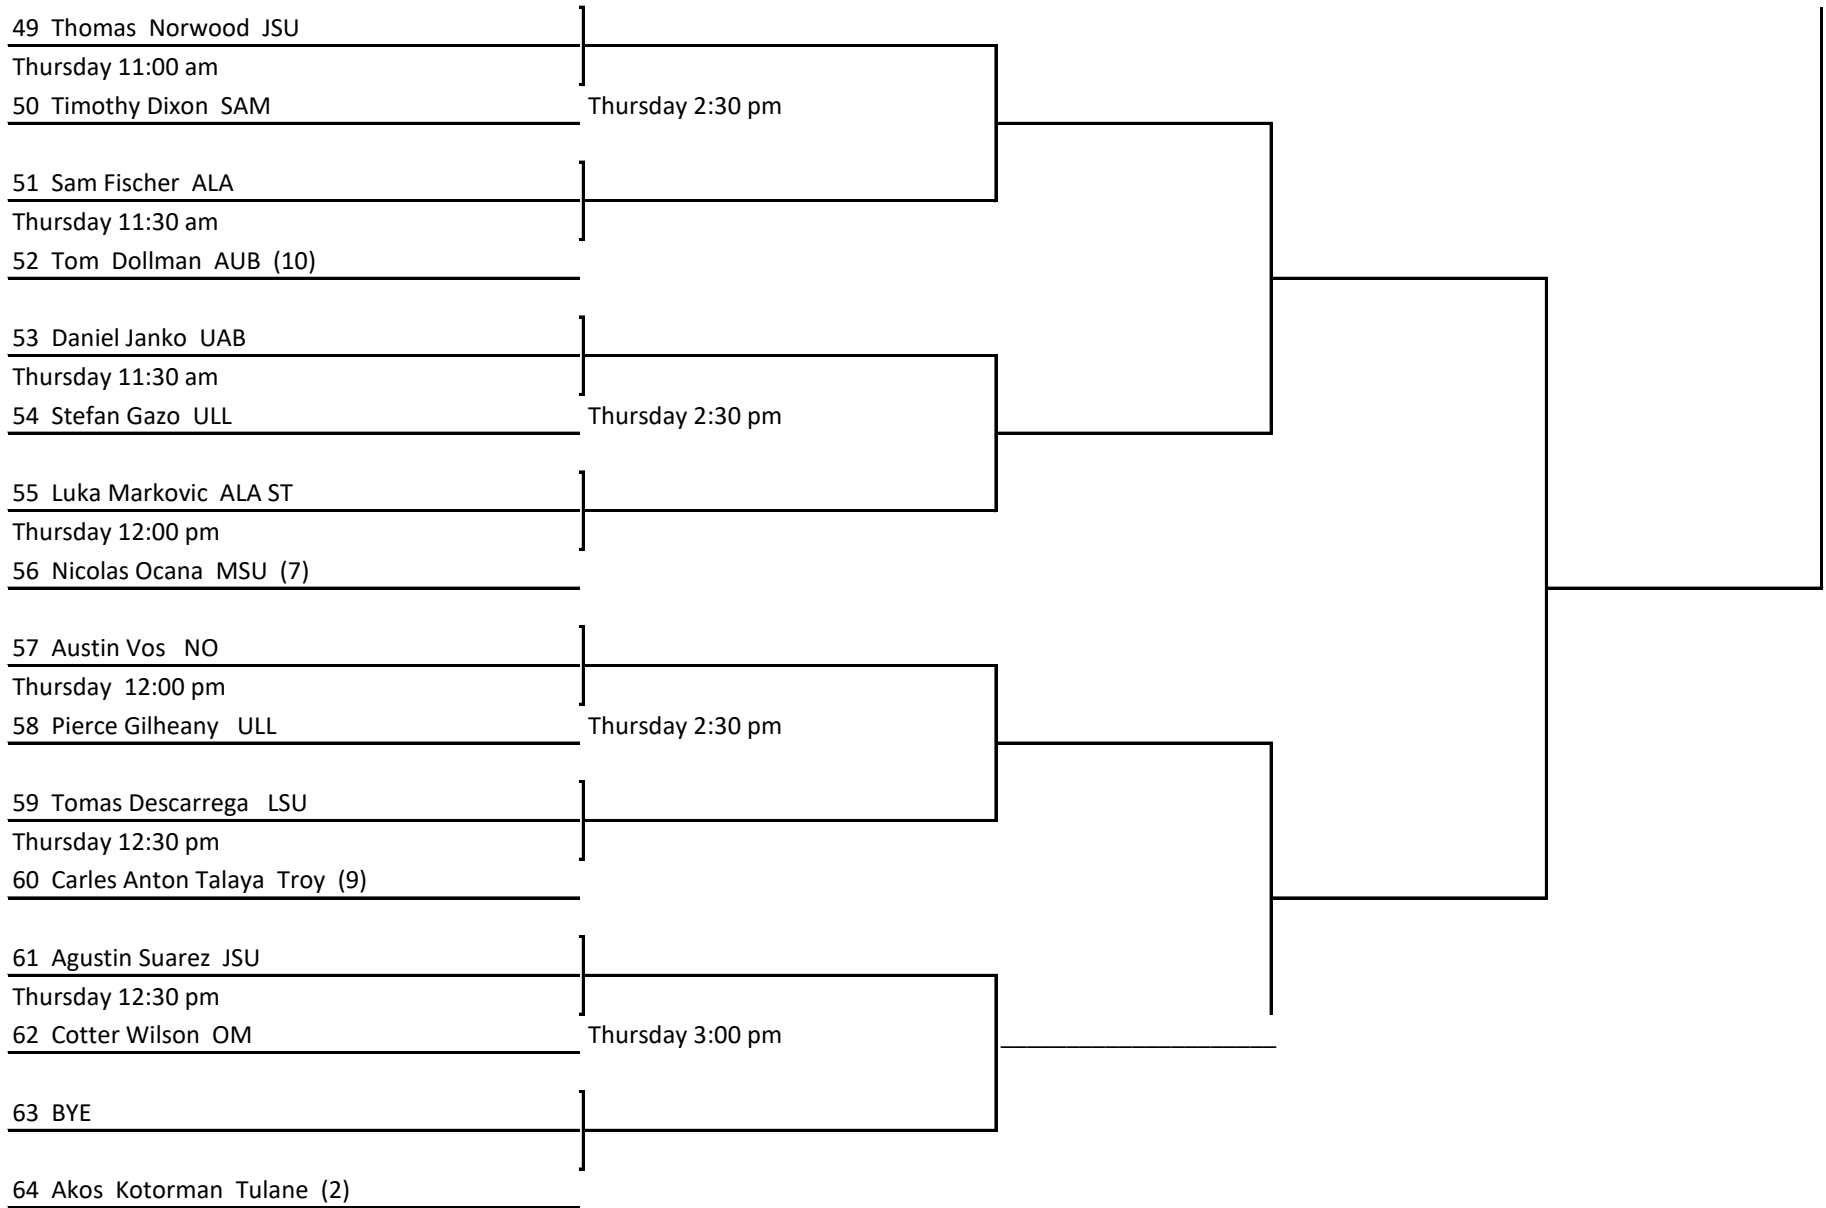 49 Thomas Norwood JSU
Thursday 11:00 am
50 Timothy Dixon SAM
Thursday 2:30 pm
51 Sam Fischer ALA
Thursday 11:30 am
52 Tom Dollman AUB (10)
53 Daniel Janko UAB
Thursday 11:30 am
54 Stefan Gazo ULL
Thursday 2:30 pm
55 Luka Markovic ALA ST
Thursday 12:00 pm
56 Nicolas Ocana MSU (7)
57 Austin Vos NO
Thursday 12:00 pm
58 Pierce Gilheany ULL
Thursday 2:30 pm
59 Tomas Descarrega LSU
Thursday 12:30 pm
60 Carles Anton Talaya Troy (9)
61 Agustin Suarez JSU
Thursday 12:30 pm
62 Cotter Wilson OM
Thursday 3:00 pm
63 BYE
64 Akos Kotorman Tulane (2)